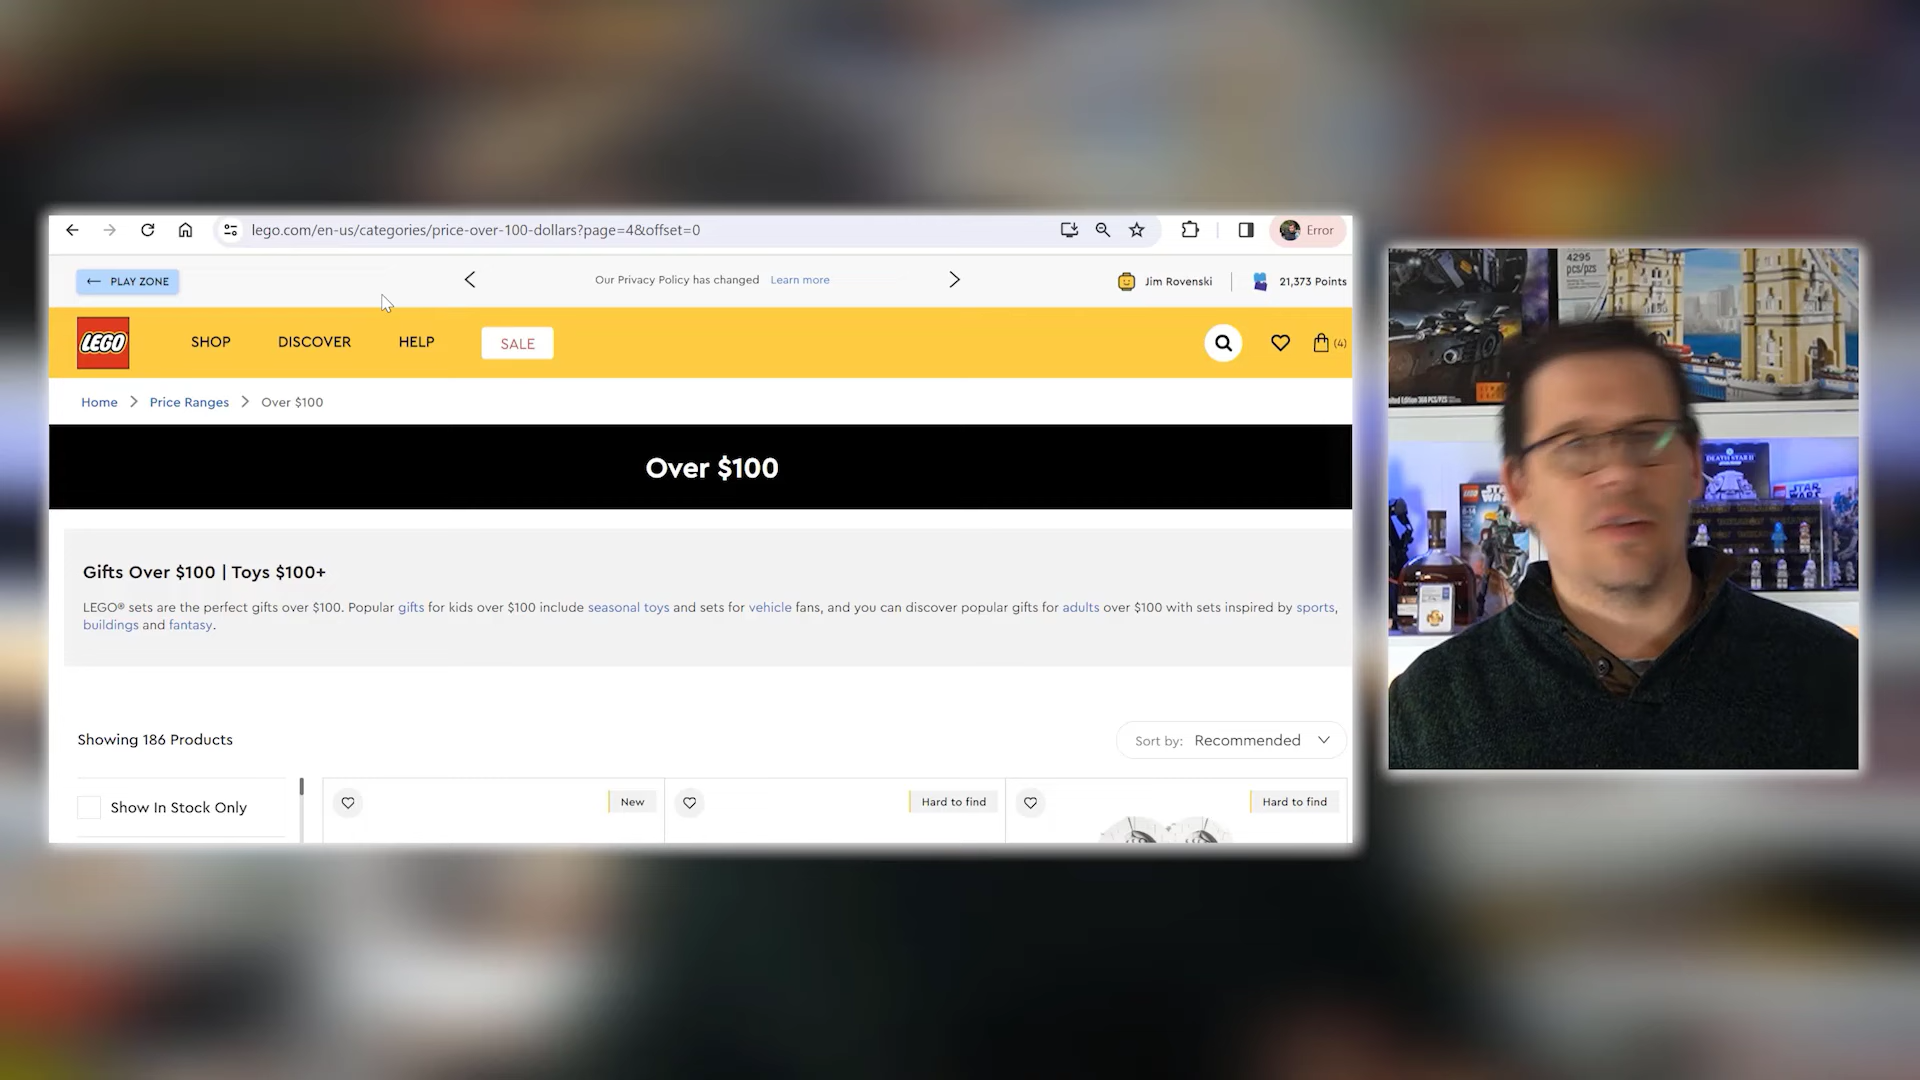 lego.com/en-us/categories/price-over-100-dollars?page=4&offset=0
Error
PLAY ZONE
Our Privacy Policy has changed Learn more
Jim Rovenski
21,373 Points
LEGO
SHOP DISCOVER HELP SALE
(4)
Home Price Ranges Over $100
Over $100
Gifts Over $100 | Toys $100+
LEGO® sets are the perfect gifts over $100. Popular gifts for kids over $100 include seasonal toys and sets for vehicle fans, and you can discover popular gifts for adults over $100 with sets inspired by sports,
buildings and fantasy.
Showing 186 Products
Sort by: Recommended
Show In Stock Only
New
Hard to find
Hard to find
4295
pcs/pzs
DEATH STAR II
STAR
LEGO